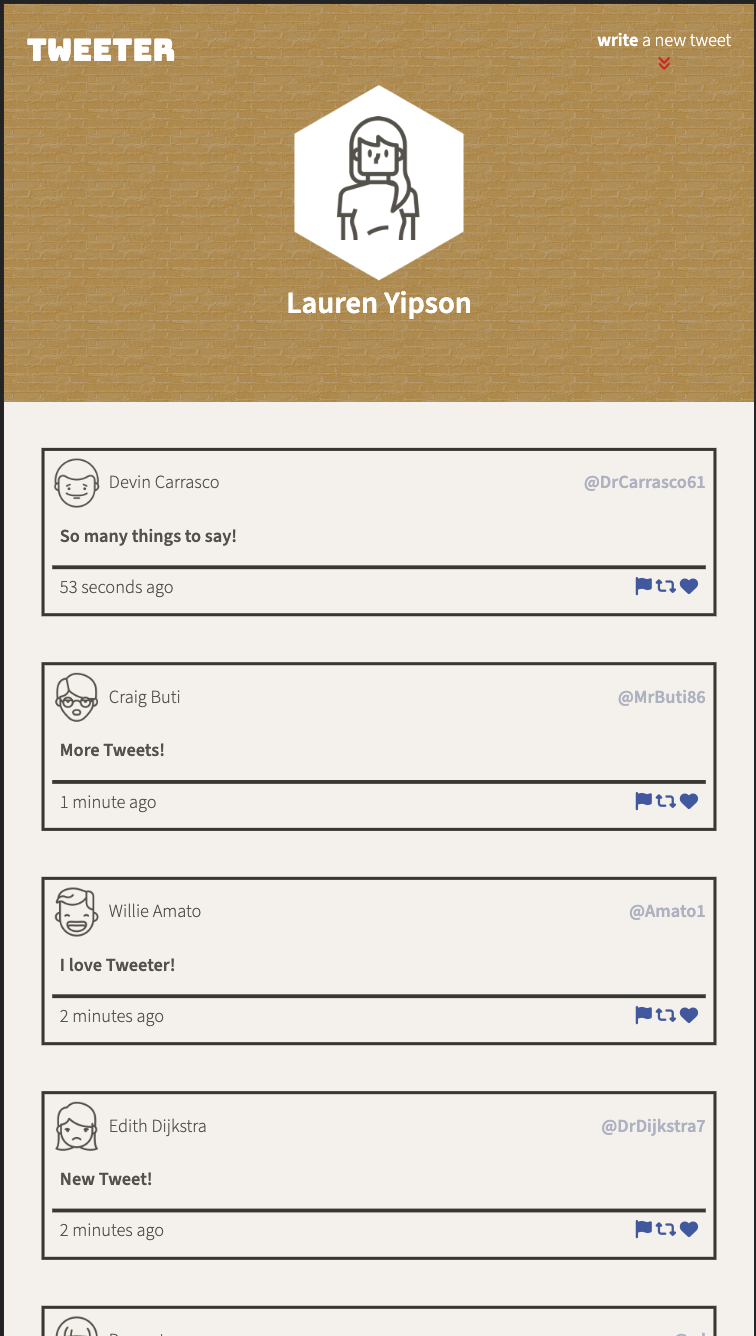 TWEETER
write a new tweet
Lauren Yipson
Devin Carrasco
@DrCarrasco61
So many things to say!
53 seconds ago
Craig Buti
@MrButi86
More Tweets!
1 minute ago
Willie Amato
@Amato1
I love Tweeter!
2 minutes ago
Edith Dijkstra
@DrDijkstra7
New Tweet!
2 minutes ago